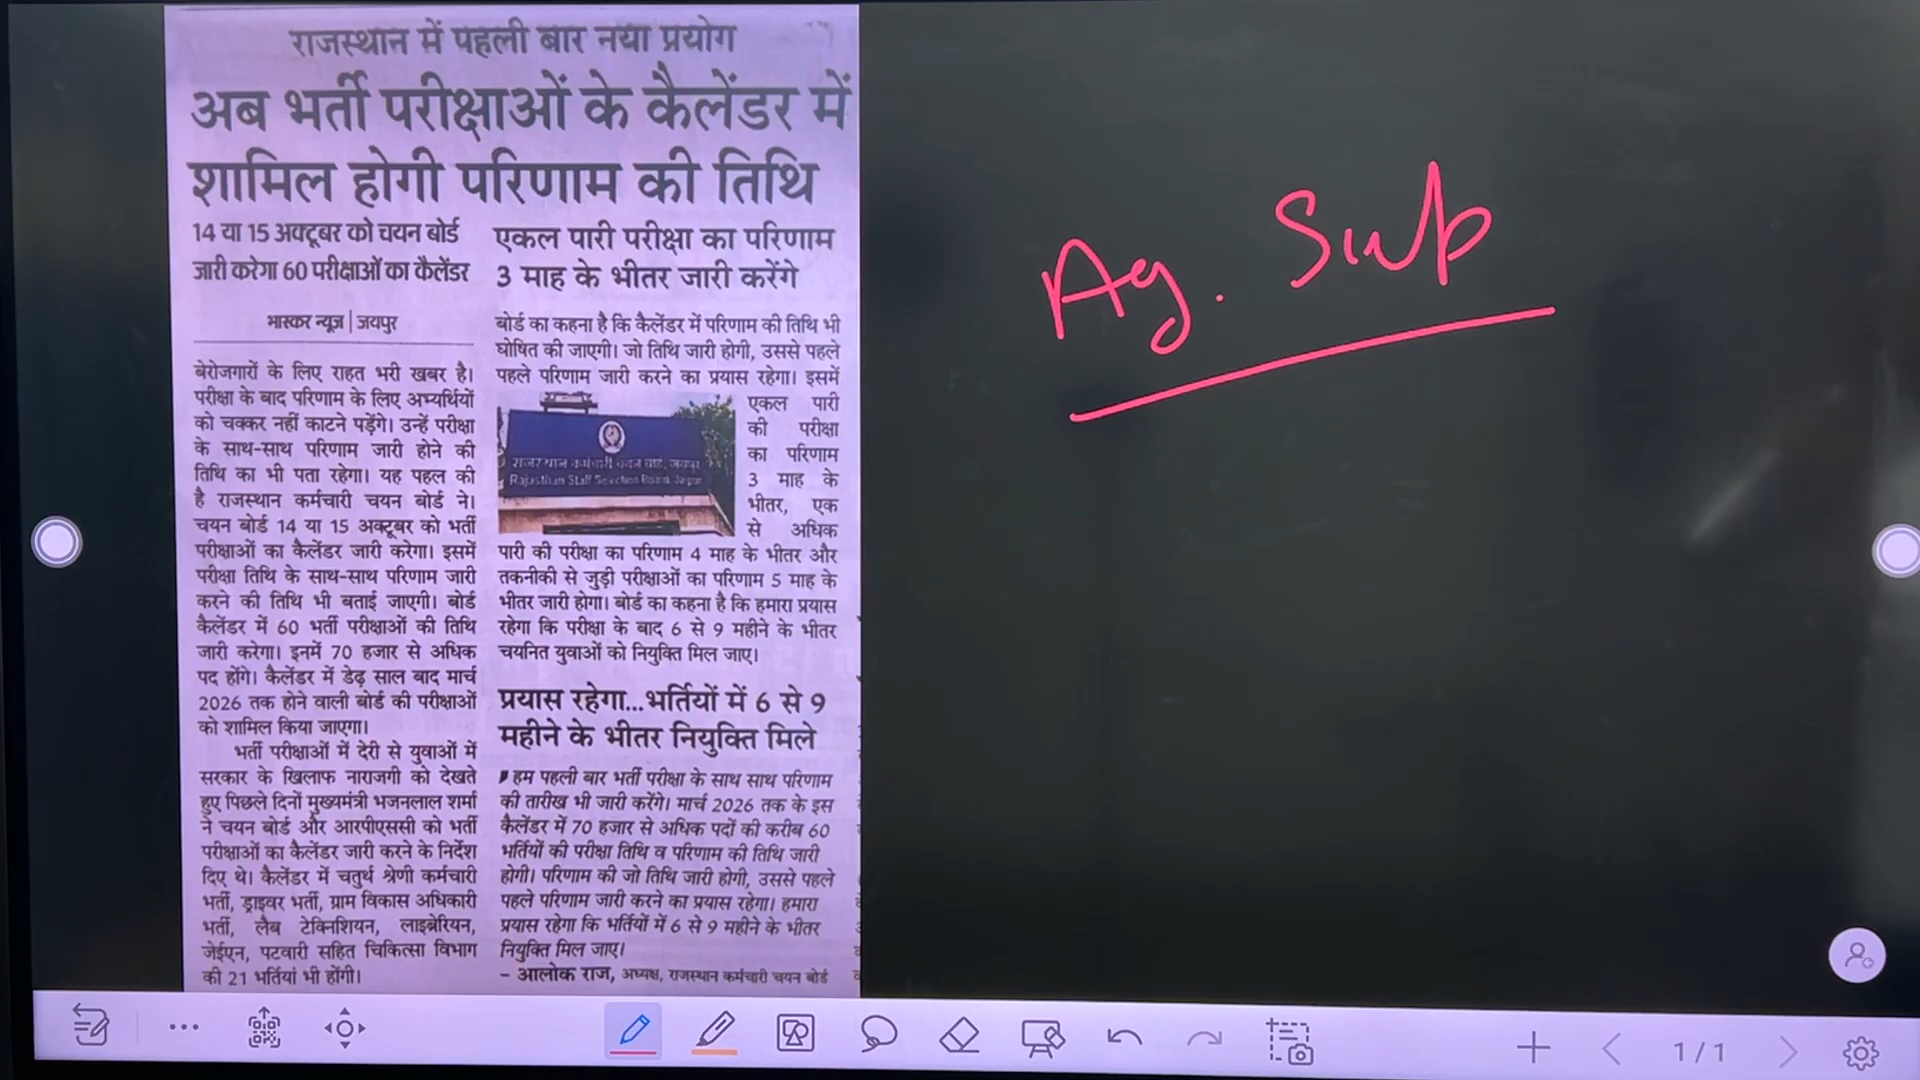 राजस्थान में पहली बार नया प्रयोग
अब भर्ती परीक्षाओं के कैलेंडर में
शामिल होगी परिणाम की तिथि
14 या 15 अक्टूबर को चयन बोर्ड
जारी करेगा 60 परीक्षाओं का कैलेंडर
भास्कर न्यूज़ | जयपुर
बेरोजगारों के लिए राहत भरी खबर है।
परीक्षा के बाद परिणाम के लिए अभ्यर्थियों
को चक्कर नहीं काटने पड़ेंगे। उन्हें परीक्षा
के साथ-साथ परिणाम जारी होने की
तिथि का भी पता रहेगा। यह पहल की
है राजस्थान कर्मचारी चयन बोर्ड ने।
चयन बोर्ड 14 या 15 अक्टूबर को भर्ती
परीक्षाओं का कैलेंडर जारी करेगा। इसमें
परीक्षा तिथि के साथ-साथ परिणाम जारी
करने की तिथि भी बताई जाएगी। बोर्ड
कैलेंडर में 60 भर्ती परीक्षाओं की तिथि
जारी करेगा। इनमें 70 हजार से अधिक
पद होंगे। कैलेंडर में डेढ़ साल बाद मार्च
2026 तक होने वाली बोर्ड की परीक्षाओं
को शामिल किया जाएगा।
भर्ती परीक्षाओं में देरी से युवाओं में
सरकार के खिलाफ नाराजगी को देखते
हुए पिछले दिनों मुख्यमंत्री भजनलाल शर्मा
ने चयन बोर्ड और आरपीएससी को भर्ती
परीक्षाओं का कैलेंडर जारी करने के निर्देश
दिए थे। कैलेंडर में चतुर्थ श्रेणी कर्मचारी
भर्ती, ड्राइवर भर्ती, ग्राम विकास अधिकारी
भर्ती, लैब टेक्निशियन, लाइब्रेरियन,
जेईएन, पटवारी सहित चिकित्सा विभाग
की 21 भर्तियां भी होंगी।
एकल पारी परीक्षा का परिणाम
3 माह के भीतर जारी करेंगे
बोर्ड का कहना है कि कैलेंडर में परिणाम की तिथि भी
घोषित की जाएगी। जो तिथि जारी होगी, उससे पहले
पहले परिणाम जारी करने का प्रयास रहेगा। इसमें
एकल पारी
की परीक्षा
का परिणाम
3 माह के
भीतर, एक
से अधिक
राजस्थान कर्मचारी चयन बोर्ड, जयपुर
Rajasthan Staff Selection Board, Jaipur
पारी की परीक्षा का परिणाम 4 माह के भीतर और
तकनीकी से जुड़ी परीक्षाओं का परिणाम 5 माह के
भीतर जारी होगा। बोर्ड का कहना है कि हमारा प्रयास
रहेगा कि परीक्षा के बाद 6 से 9 महीने के भीतर
चयनित युवाओं को नियुक्ति मिल जाए।
प्रयास रहेगा...भर्तियों में 6 से 9
महीने के भीतर नियुक्ति मिले
हम पहली बार भर्ती परीक्षा के साथ साथ परिणाम
की तारीख भी जारी करेंगे। मार्च 2026 तक के इस
कैलेंडर में 70 हजार से अधिक पदों की करीब 60
भर्तियों की परीक्षा तिथि व परिणाम की तिथि जारी
होगी। परिणाम की जो तिथि जारी होगी, उससे पहले
पहले परिणाम जारी करने का प्रयास रहेगा। हमारा
प्रयास रहेगा कि भर्तियों में 6 से 9 महीने के भीतर
नियुक्ति मिल जाए।
– आलोक राज, अध्यक्ष, राजस्थान कर्मचारी चयन बोर्ड
Ag. Sup
1/1